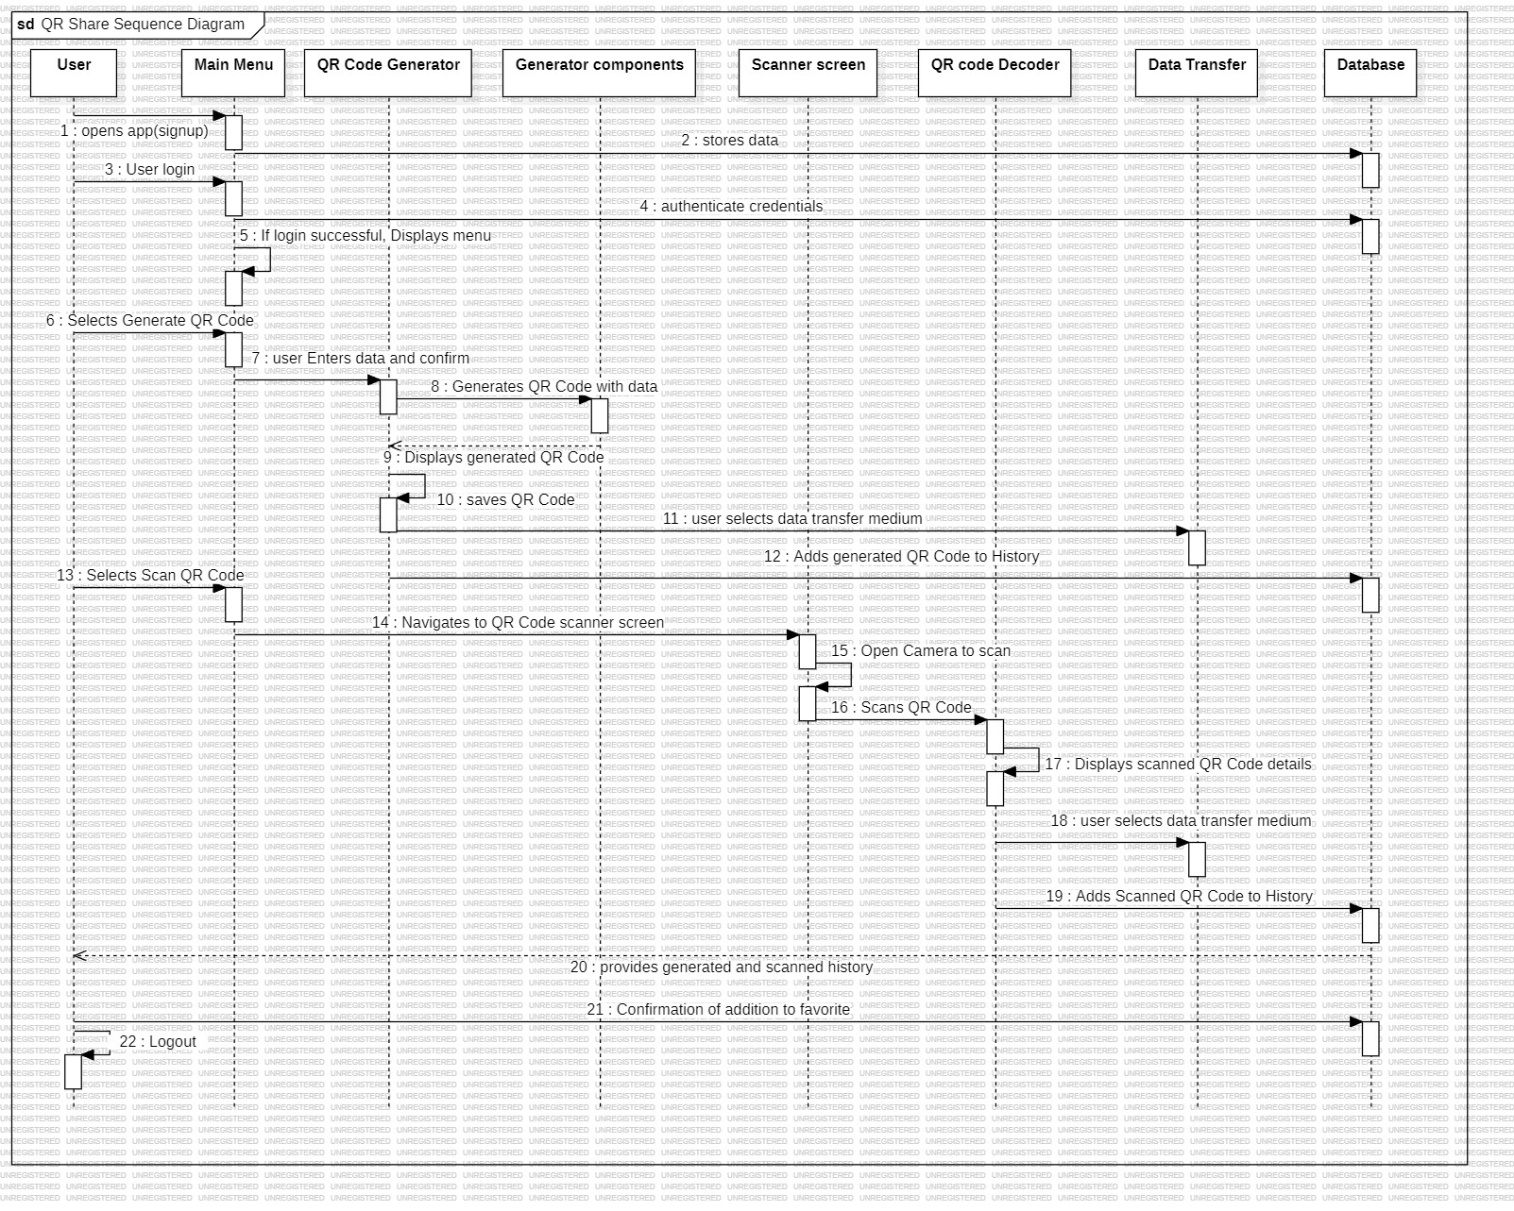 sd QR Share Sequence Diagram
User
Main Menu
QR Code Generator
Generator components
Scanner screen
QR code Decoder
Data Transfer
Database
1 : opens app(signup)
2 : stores data
3 : User login
4 : authenticate credentials
5 : If login successful, Displays menu
6 : Selects Generate QR Code
7 : user Enters data and confirm
8 : Generates QR Code with data
9 : Displays generated QR Code
10 : saves QR Code
11 : user selects data transfer medium
12 : Adds generated QR Code to History
13 : Selects Scan QR Code
14 : Navigates to QR Code scanner screen
15 : Open Camera to scan
16 : Scans QR Code
17 : Displays scanned QR Code details
18 : user selects data transfer medium
19 : Adds Scanned QR Code to History
20 : provides generated and scanned history
21 : Confirmation of addition to favorite
22 : Logout
UNREGISTERED